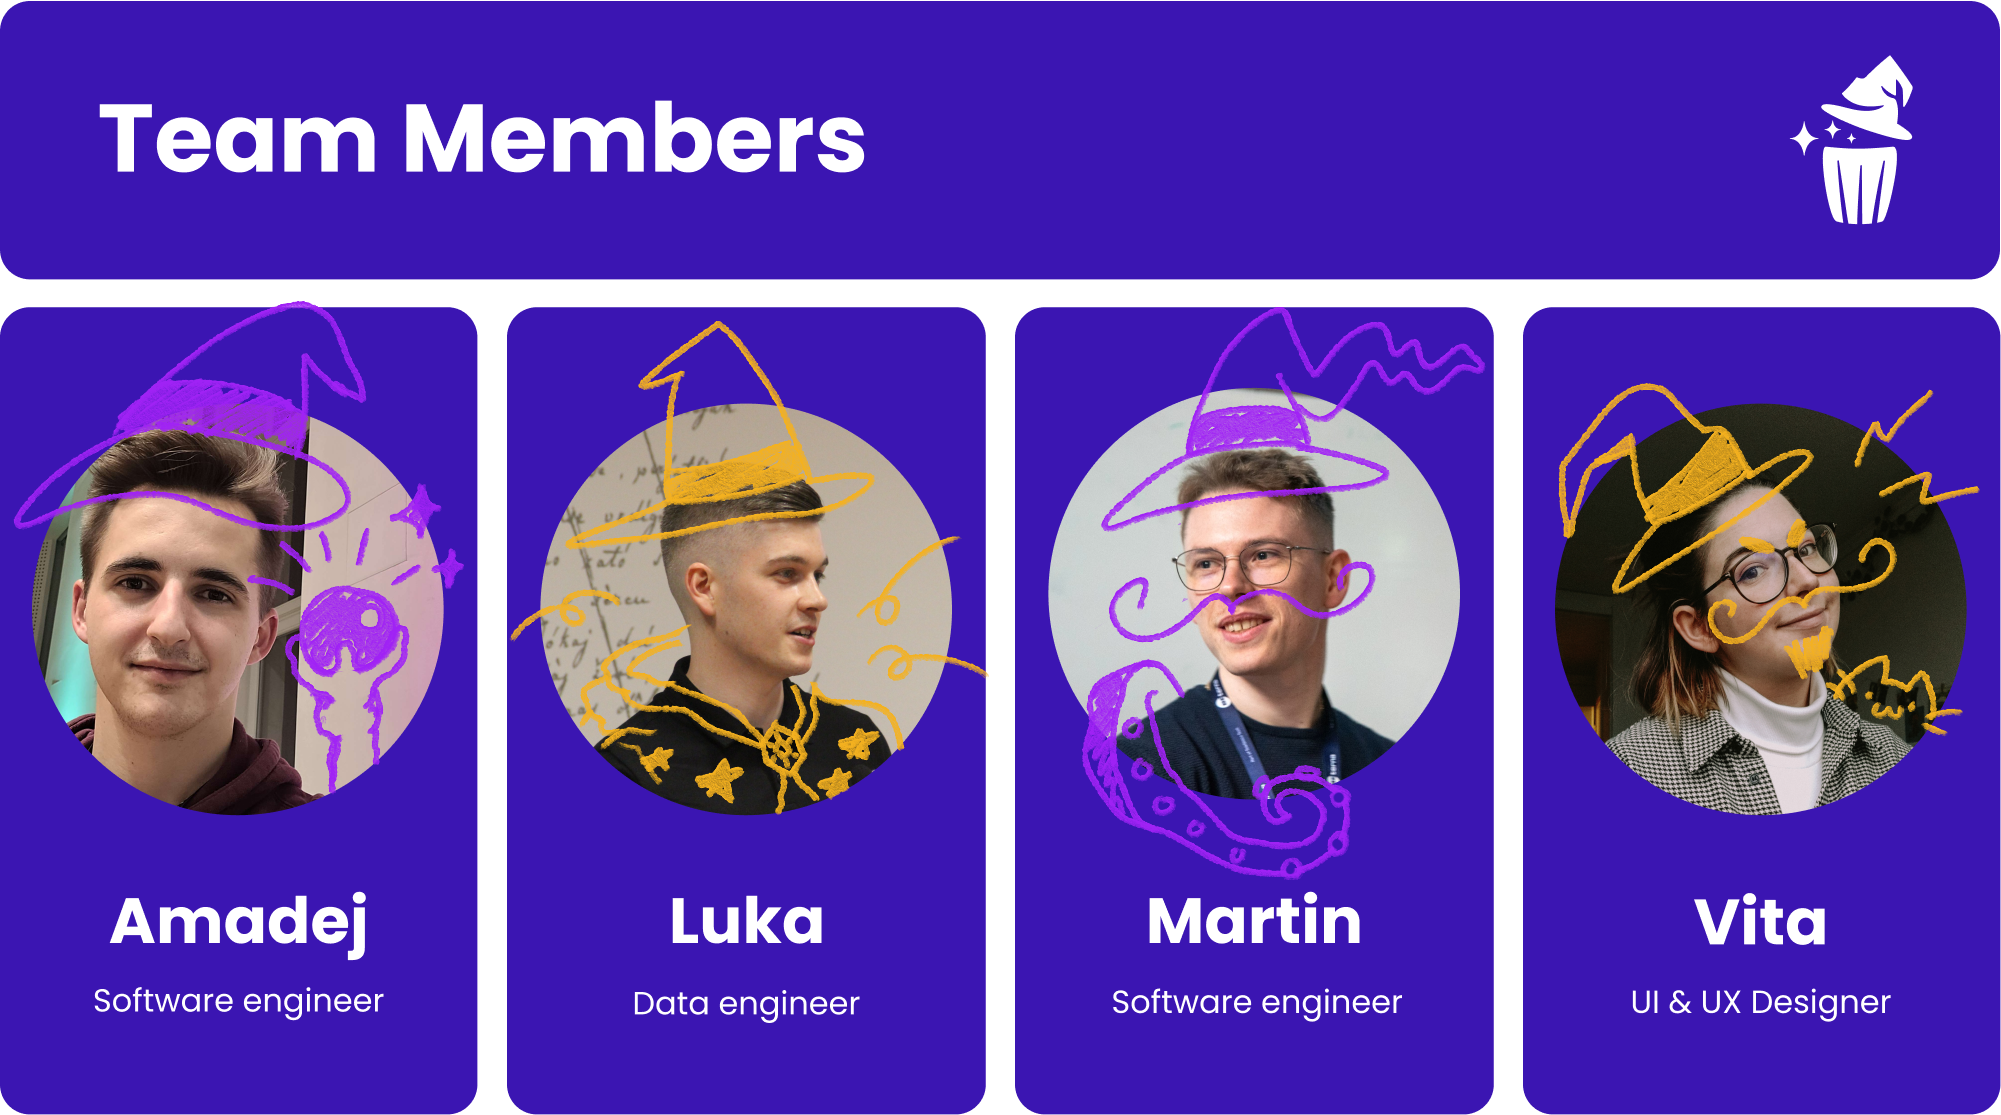 Team Members
Amadej
Software engineer
Luka
Data engineer
Martin
Software engineer
Vita
UI & UX Designer